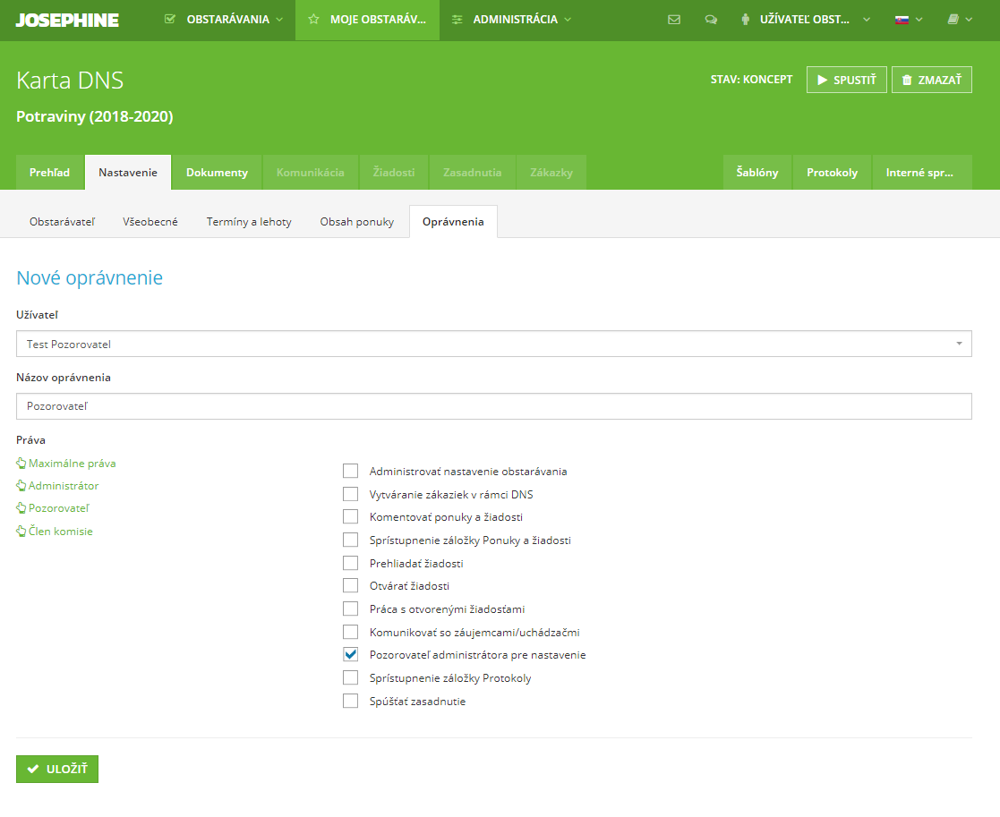 JOSEPHINE OBSTARÁVANIA MOJE OBSTARÁV... ADMINISTRÁCIA UŽÍVATEĽ OBST...
Karta DNS
STAV: KONCEPT SPUSTIŤ ZMAZAŤ
Potraviny (2018-2020)
Prehľad Nastavenie Dokumenty Komunikácia Žiadosti Zasadnutia Zákazky Šablóny Protokoly Interné spr...
Obstarávateľ Všeobecné Termíny a lehoty Obsah ponuky Oprávnenia
Nové oprávnenie
Užívateľ
Test Pozorovatel
Názov oprávnenia
Pozorovateľ
Práva
Maximálne práva
Administrátor
Pozorovateľ
Člen komisie
Administrovať nastavenie obstarávania
Vytváranie zákaziek v rámci DNS
Komentovať ponuky a žiadosti
Sprístupnenie záložky Ponuky a žiadosti
Prehliadať žiadosti
Otvárať žiadosti
Práca s otvorenými žiadosťami
Komunikovať so záujemcami/uchádzačmi
Pozorovateľ administrátora pre nastavenie
Sprístupnenie záložky Protokoly
Spúšťať zasadnutie
ULOŽIŤ